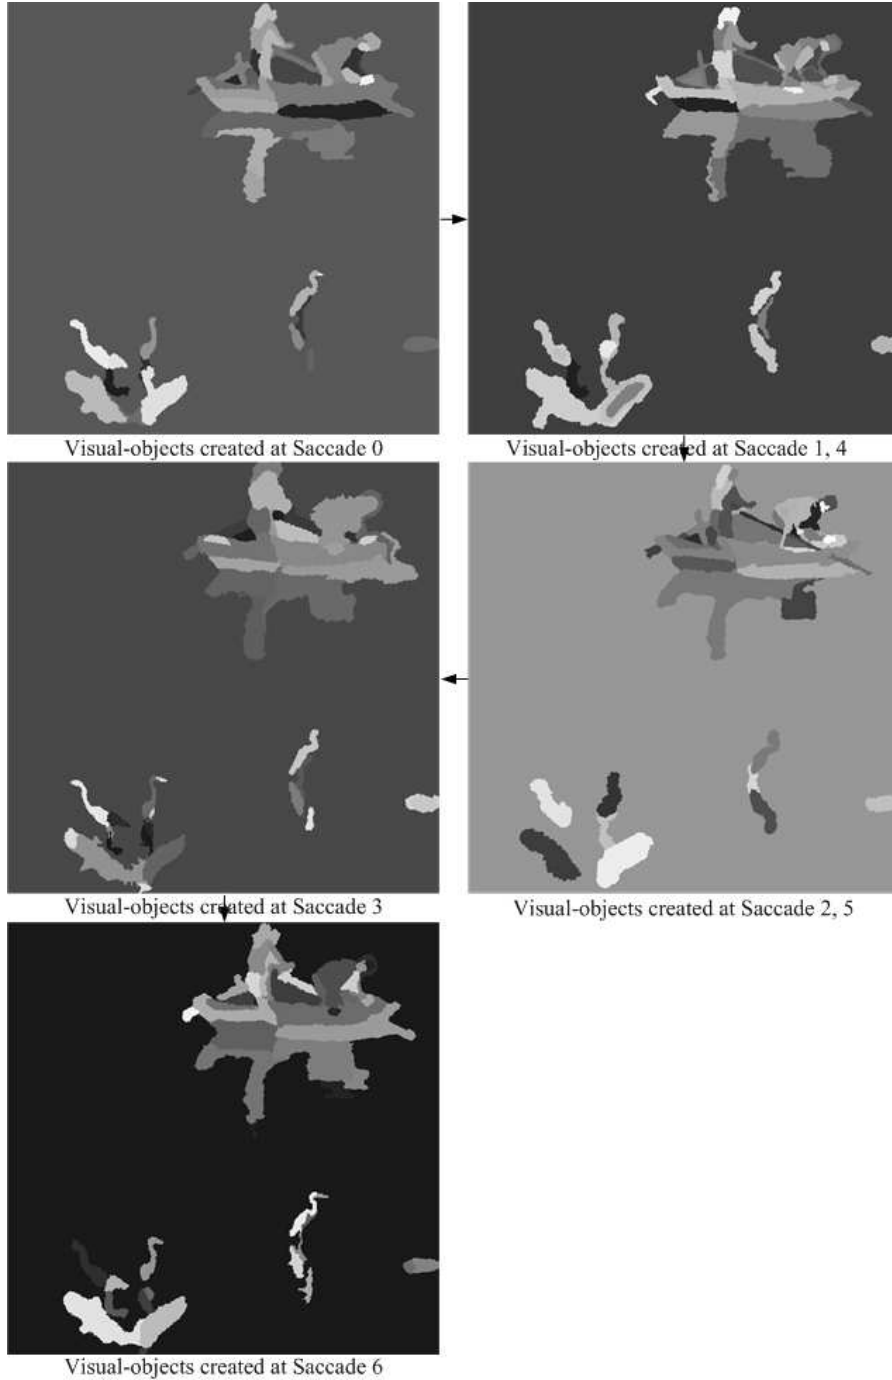 Visual-objects created at Saccade 0
Visual-objects created at Saccade 1, 4
Visual-objects created at Saccade 3
Visual-objects created at Saccade 2, 5
Visual-objects created at Saccade 6